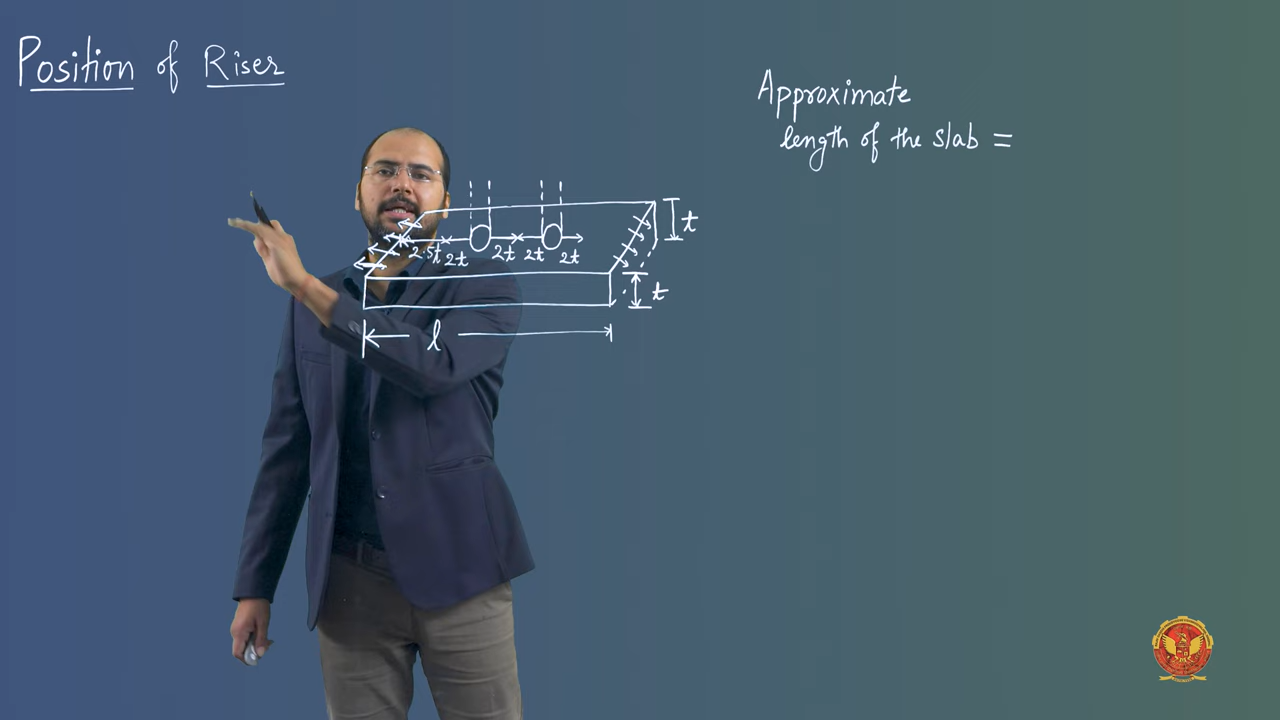 Position of Riser
Approximate
length of the slab =
t
2.5t 2t 2t 2t 2t
t
l